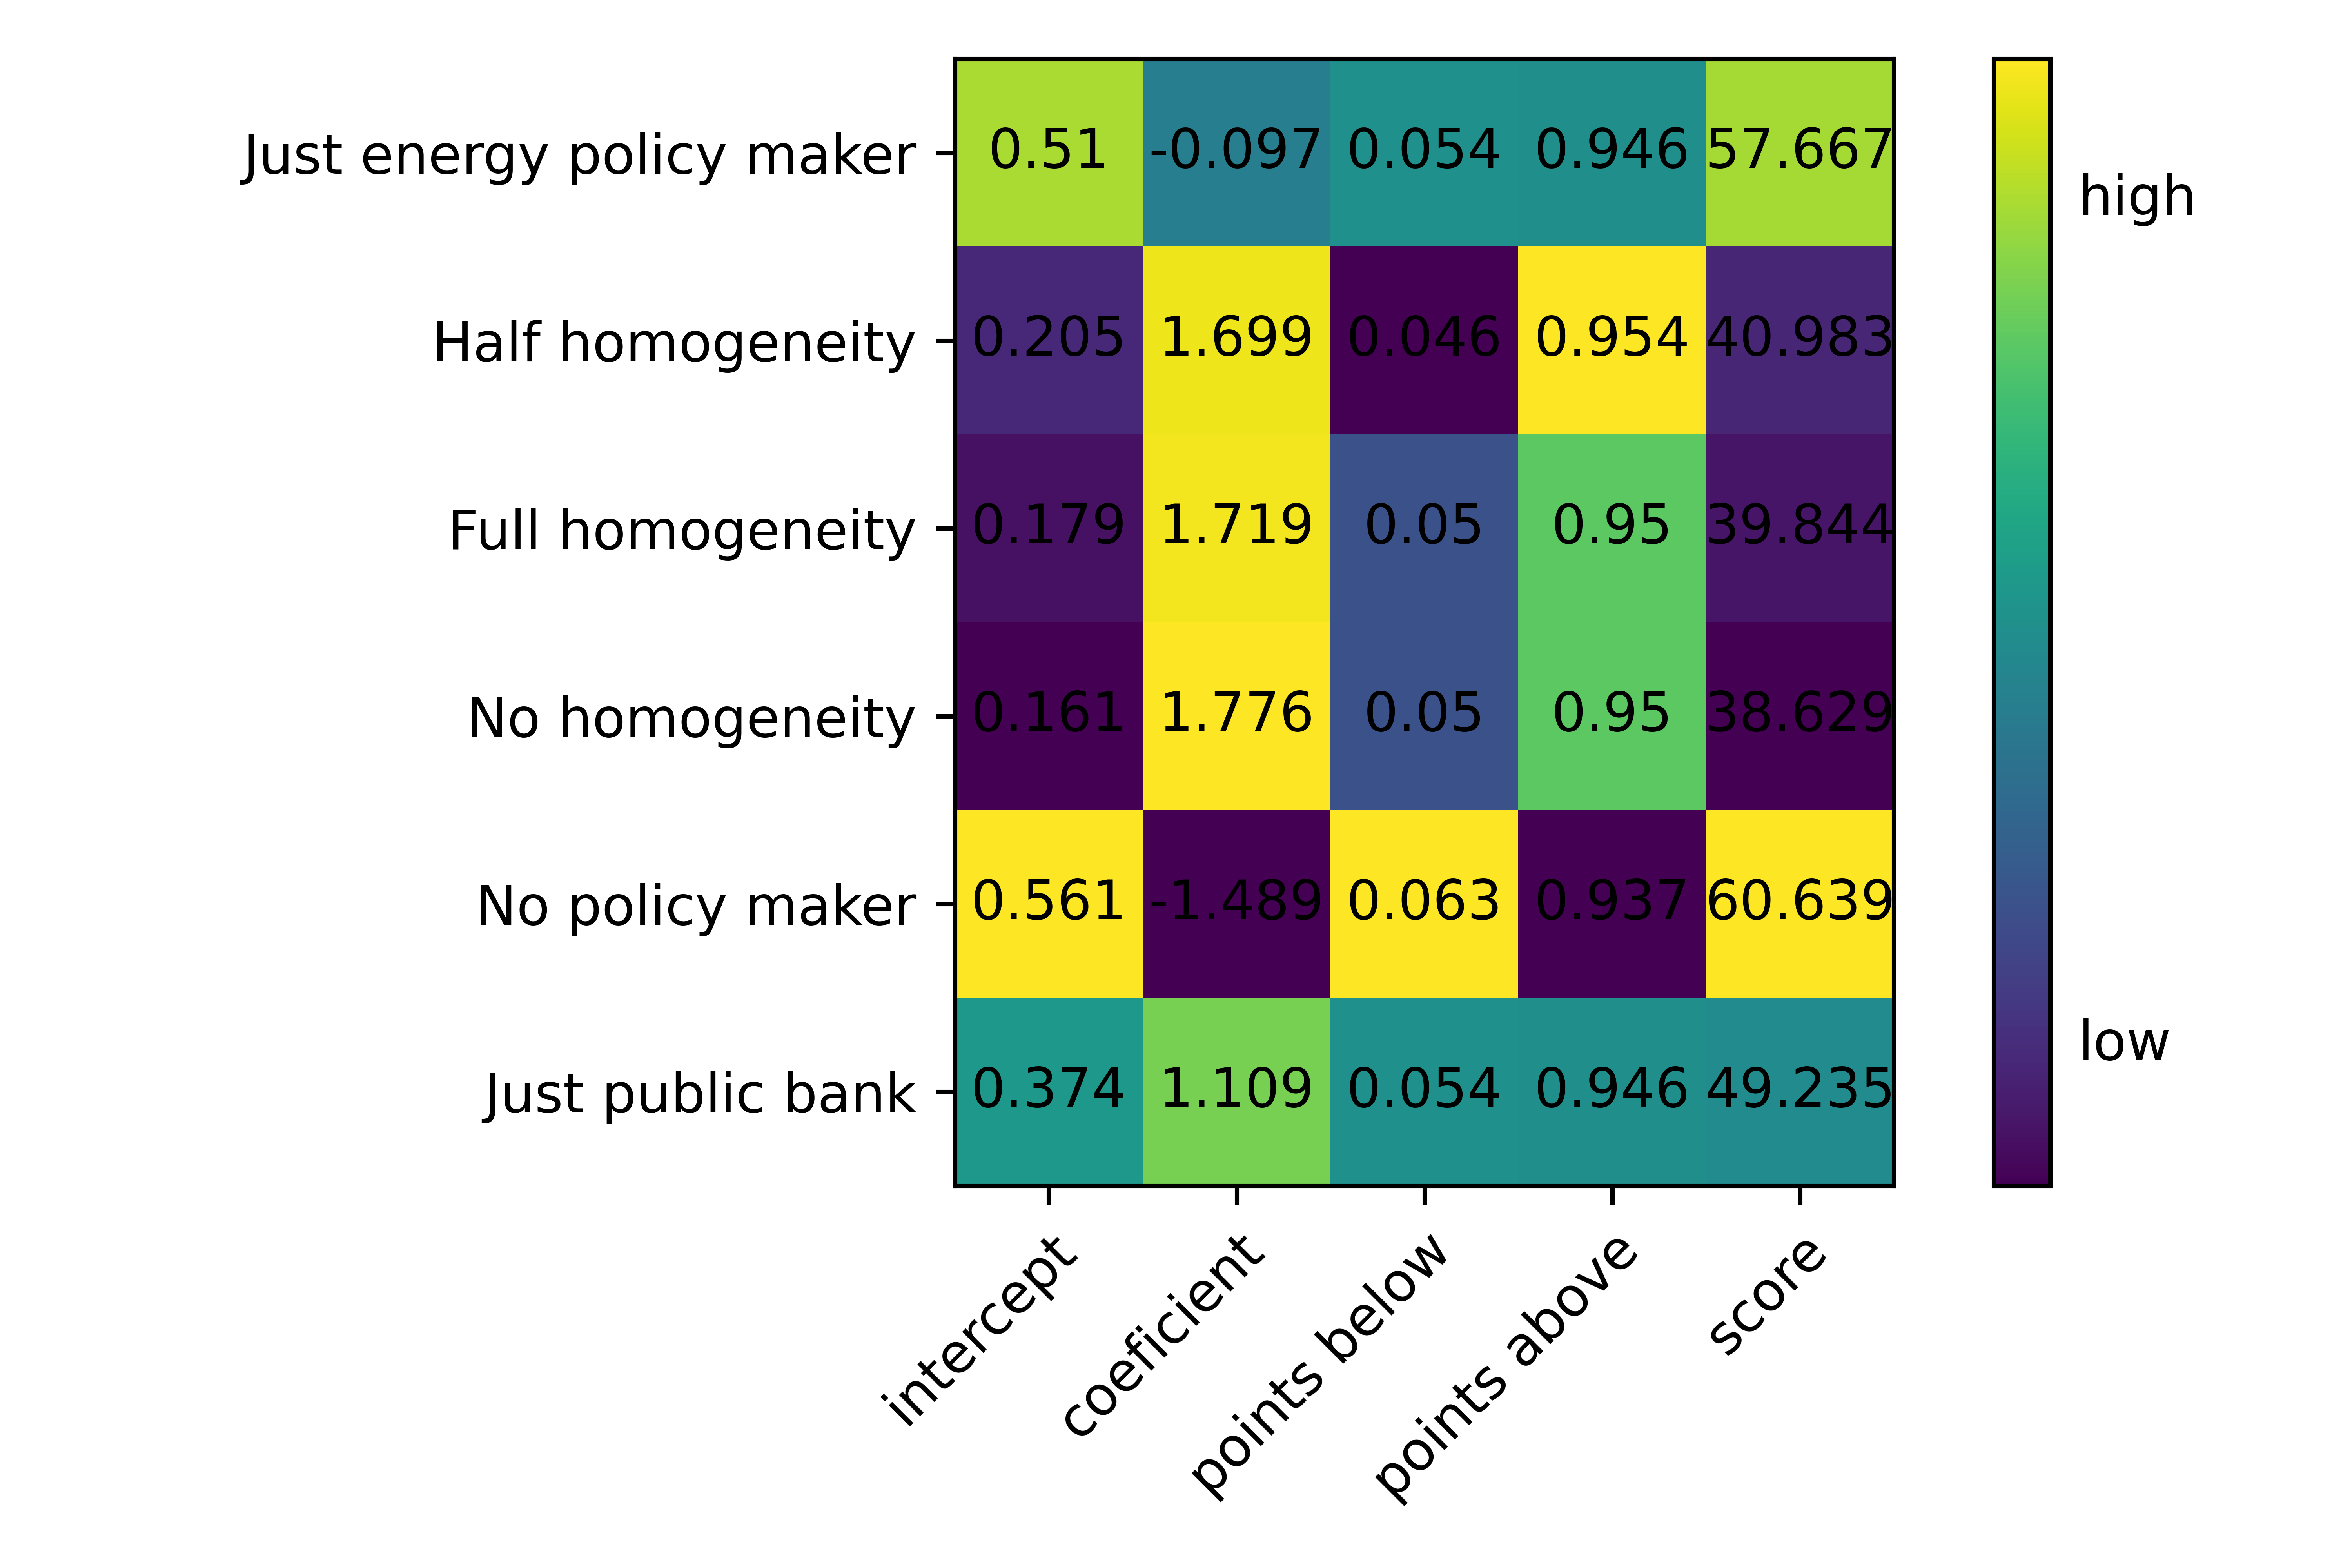 Just energy policy maker 0.51 -0.097 0.054 0.946 57.667
high
Half homogeneity 0.205 1.699 0.046 0.954 40.983
Full homogeneity 0.179 1.719 0.05 0.95 39.844
No homogeneity 0.161 1.776 0.05 0.95 38.629
No policy maker 0.561 -1.489 0.063 0.937 60.639
low
Just public bank 0.374 1.109 0.054 0.946 49.235
intercept coeficient points below points above score